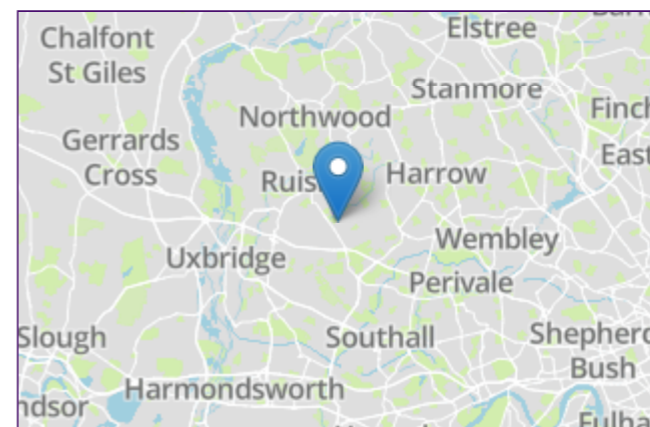 Elstree
Chalfont
St Giles
Stanmore
Northwood
Finch
Gerrards
Cross
East
Harrow
Ruis
Wembley
Uxbridge
Perivale
Slough
Southall
Shepherd
Bush
Harmondsworth
ndsor
Fulha